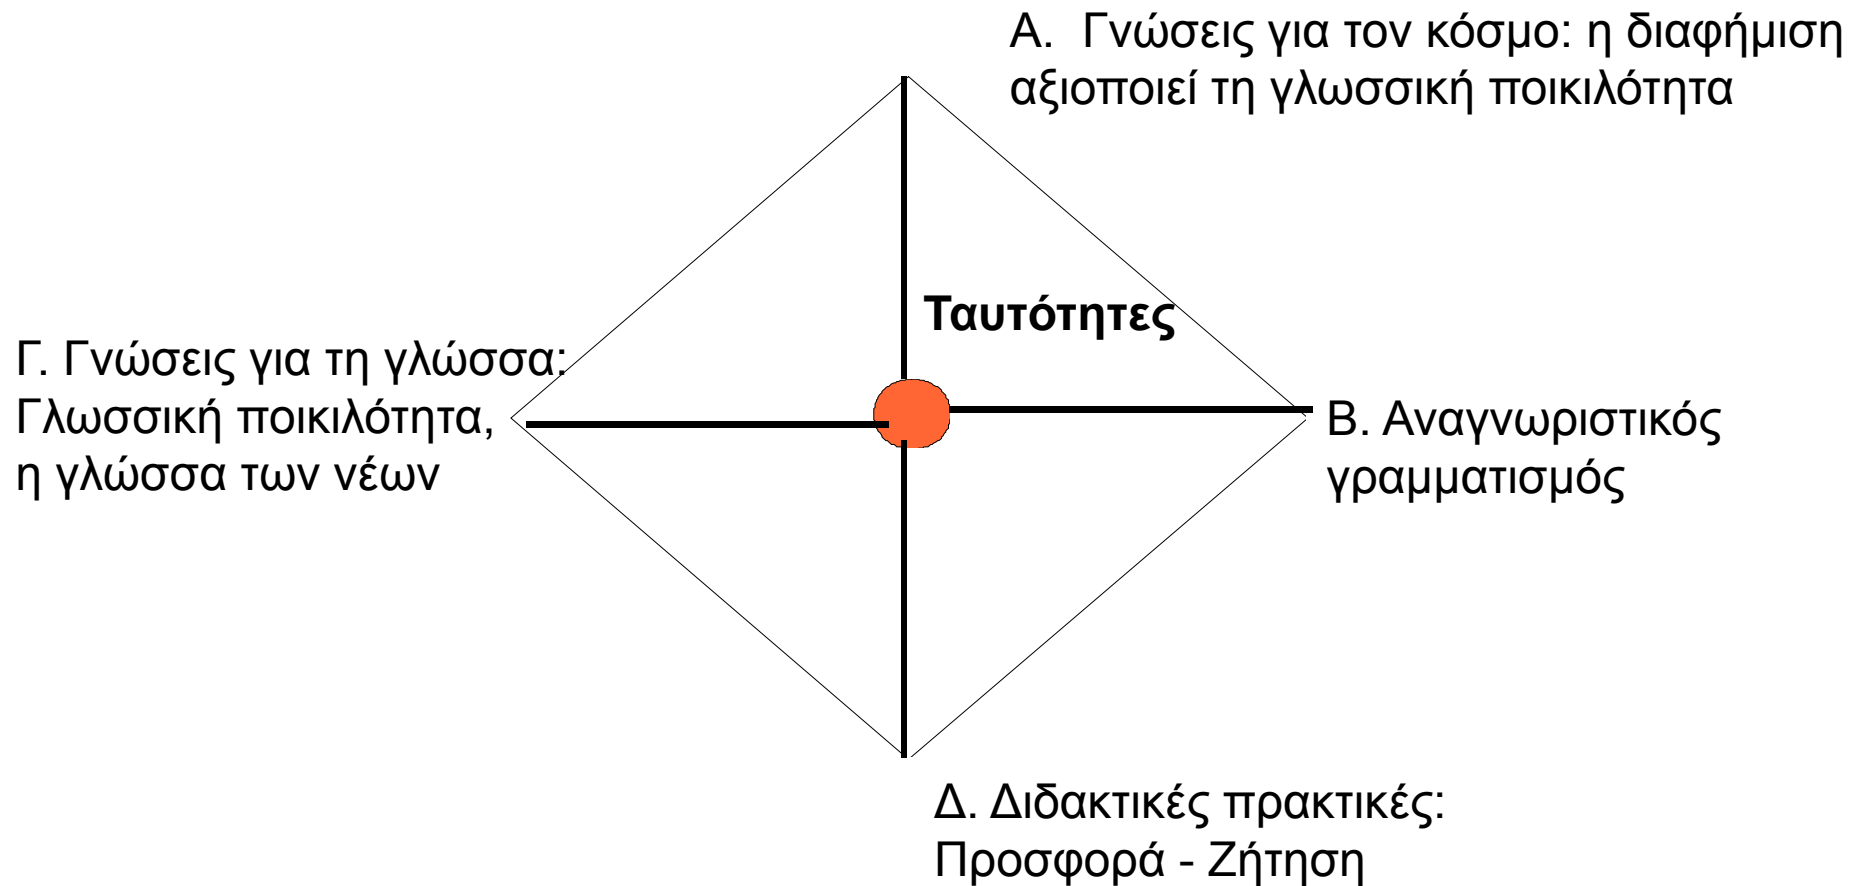 Α. Γνώσεις για τον κόσμο: η διαφήμιση
αξιοποιεί τη γλωσσική ποικιλότητα
Ταυτότητες
Γ. Γνώσεις για τη γλώσσα:
Γλωσσική ποικιλότητα,
η γλώσσα των νέων
Β. Αναγνωριστικός
γραμματισμός
Δ. Διδακτικές πρακτικές:
Προσφορά - Ζήτηση